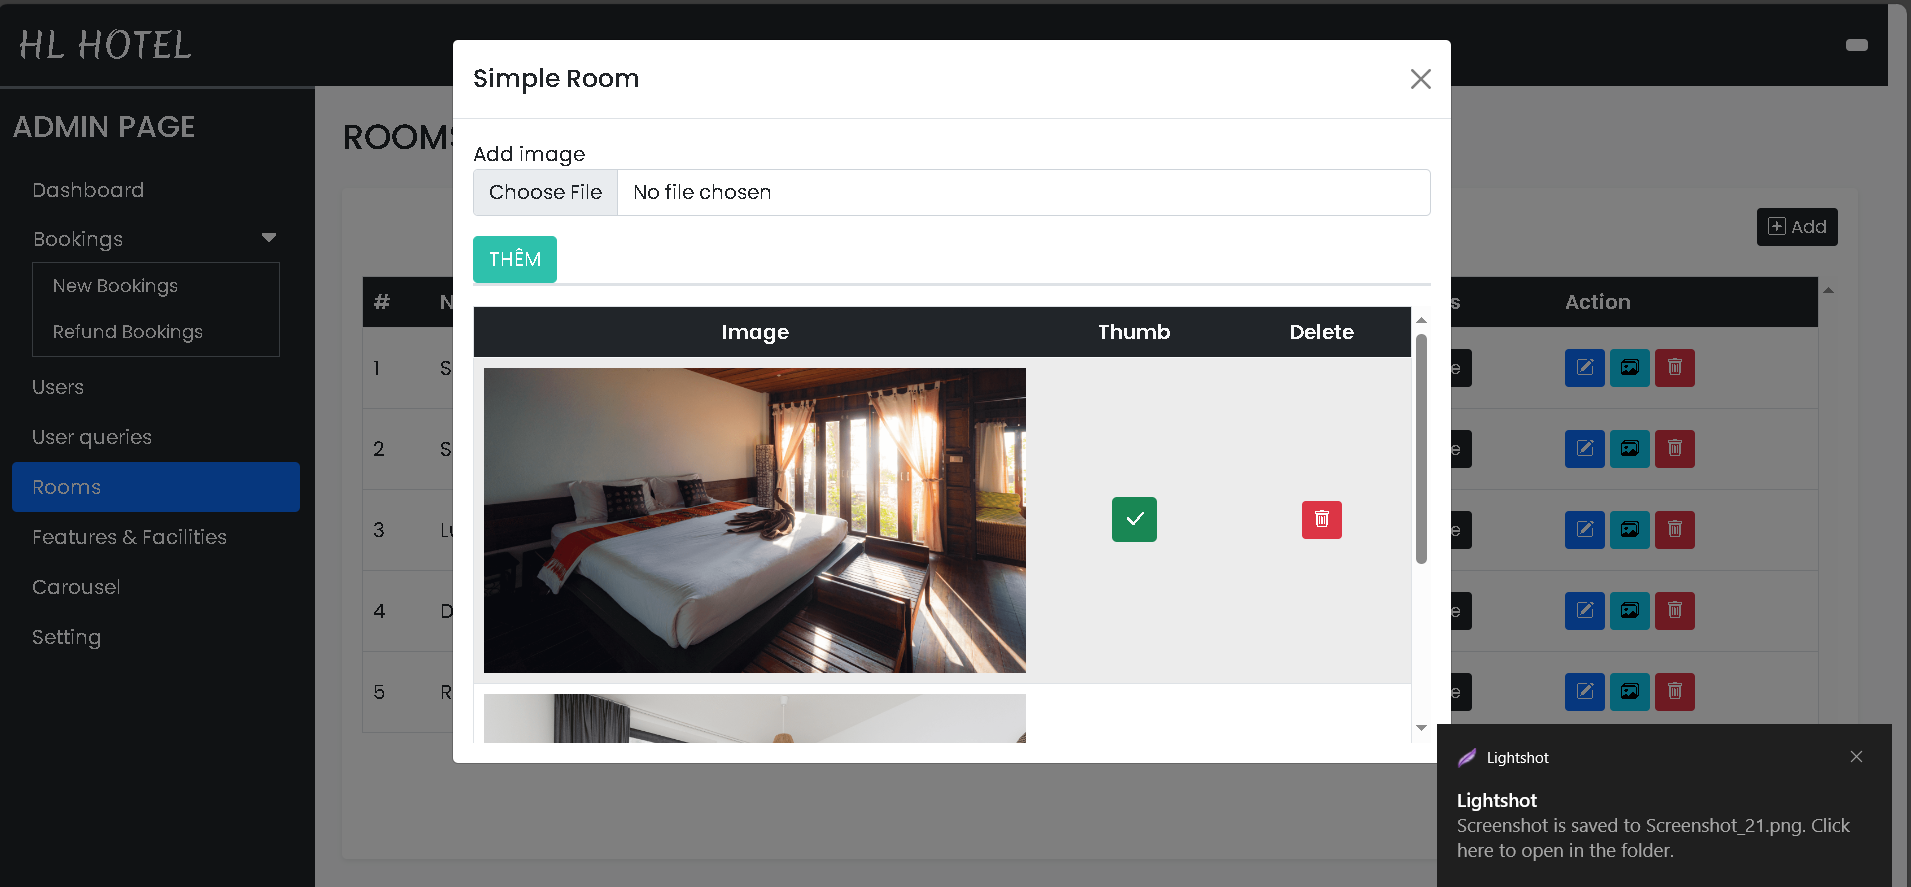 HL HOTEL
ADMIN PAGE
Dashboard
Bookings
New Bookings
Refund Bookings
Users
User queries
Rooms
Features & Facilities
Carousel
Setting
ROOMS
Add
#
N
s
Action
1
S
e
2
S
e
3
Lu
e
4
D
e
5
R
e
Simple Room
Add image
Choose File No file chosen
THÊM
Image Thumb Delete
Lightshot
Lightshot
Screenshot is saved to Screenshot_21.png. Click
here to open in the folder.